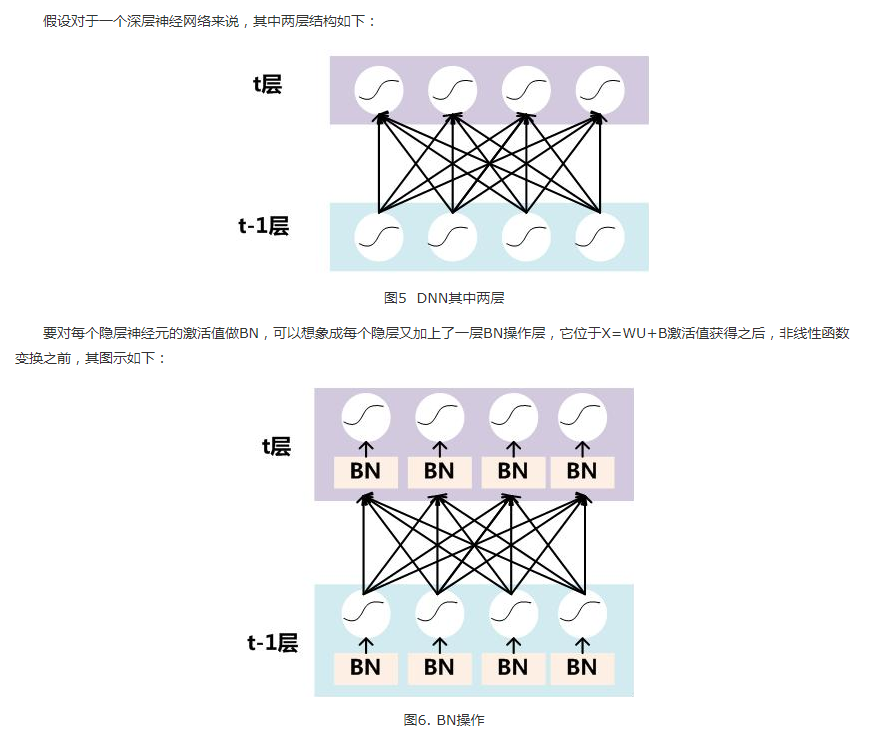 假设对于一个深层神经网络来说，其中两层结构如下：
t层
t-1层
图5 DNN其中两层
要对每个隐层神经元的激活值做BN，可以想象成每个隐层又加上了一层BN操作层，它位于X=WU+B激活值获得之后，非线性函数
变换之前，其图示如下：
t层
BN BN BN BN
t-1层
BN BN BN BN
图6. BN操作